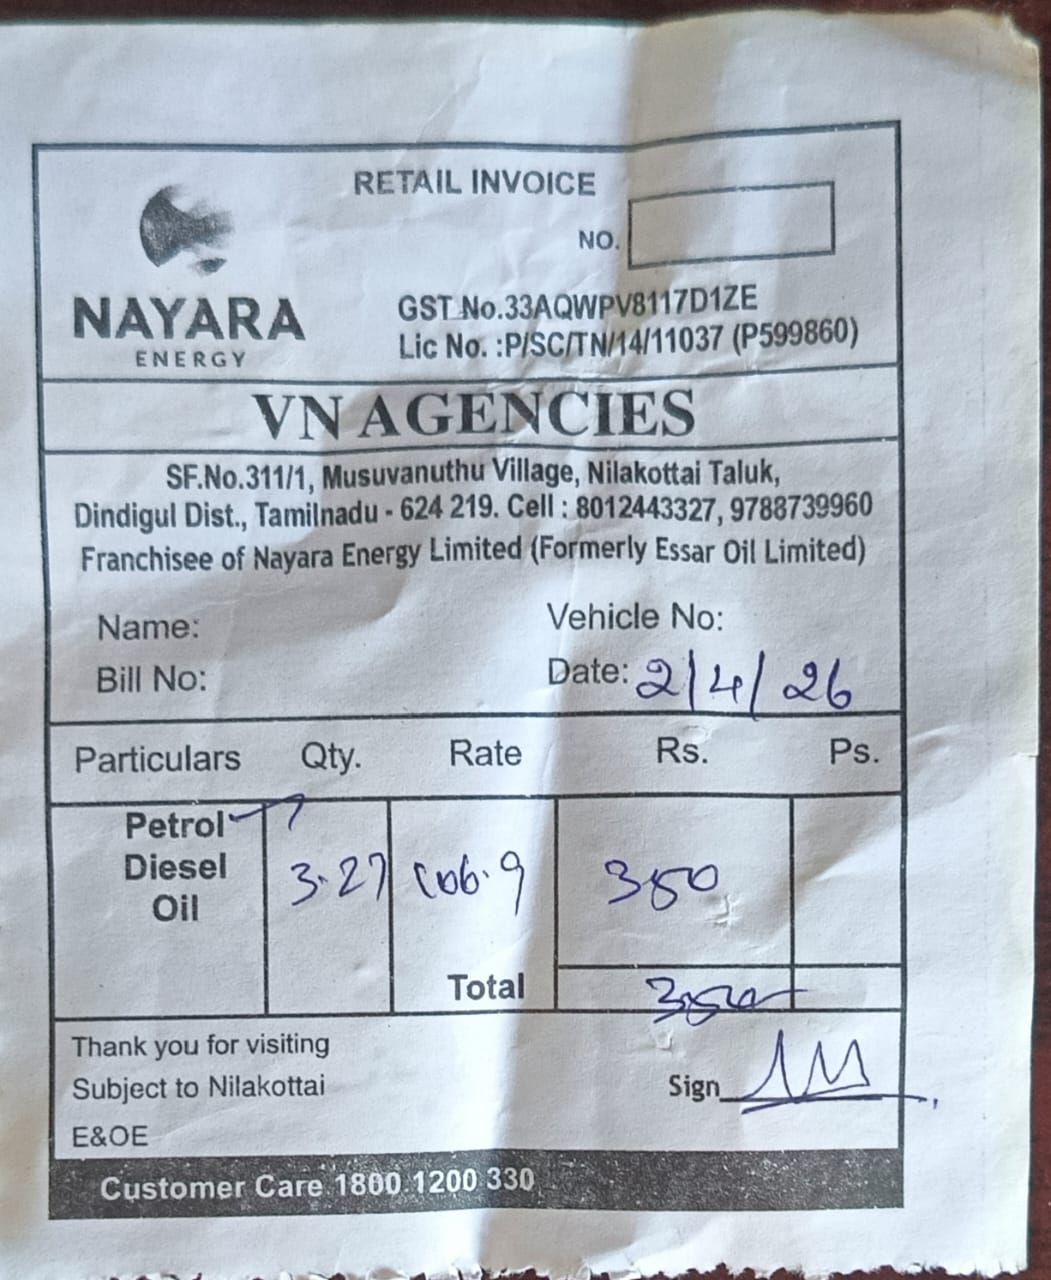 RETAIL INVOICE
NO.
NAYARA
ENERGY
GST No.33AQWPV8117D1ZE
Lic No. :P/SC/TN/14/11037 (P599860)
VN AGENCIES
SF.No.311/1, Musuvanuthu Village, Nilakottai Taluk,
Dindigul Dist., Tamilnadu - 624 219. Cell : 8012443327, 9788739960
Franchisee of Nayara Energy Limited (Formerly Essar Oil Limited)
Name: Vehicle No:
Bill No: Date: 2/4/26
Particulars Qty. Rate Rs. Ps.
Petrol
Diesel 3.27 106.9 350
Oil
Total 350
Thank you for visiting
Subject to Nilakottai
Sign
E&OE
Customer Care 1800 1200 330